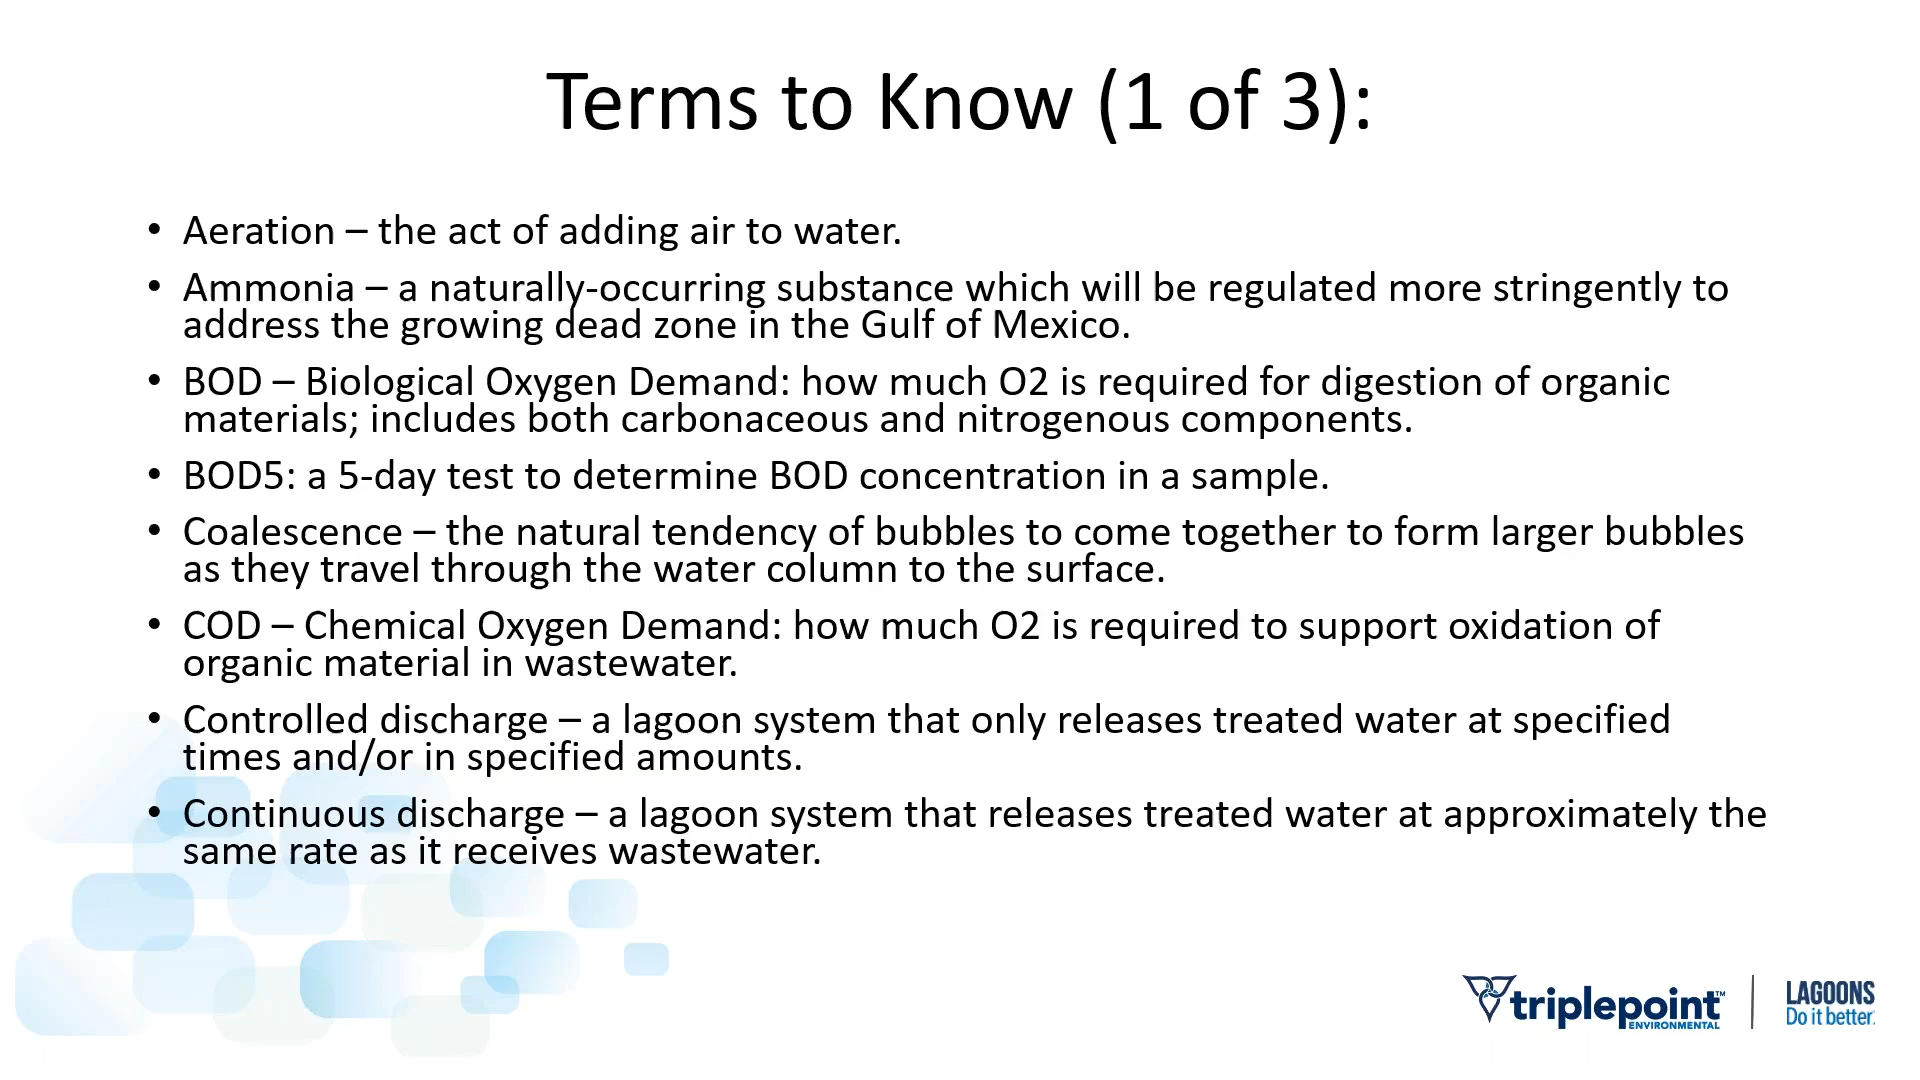 Terms to Know (1 of 3):
• Aeration – the act of adding air to water.
• Ammonia – a naturally-occurring substance which will be regulated more stringently to
address the growing dead zone in the Gulf of Mexico.
• BOD – Biological Oxygen Demand: how much O2 is required for digestion of organic
materials; includes both carbonaceous and nitrogenous components.
• BOD5: a 5-day test to determine BOD concentration in a sample.
• Coalescence – the natural tendency of bubbles to come together to form larger bubbles
as they travel through the water column to the surface.
• COD – Chemical Oxygen Demand: how much O2 is required to support oxidation of
organic material in wastewater.
• Controlled discharge – a lagoon system that only releases treated water at specified
times and/or in specified amounts.
• Continuous discharge – a lagoon system that releases treated water at approximately the
same rate as it receives wastewater.
triplepoint™
ENVIRONMENTAL
LAGOONS
Do it better.